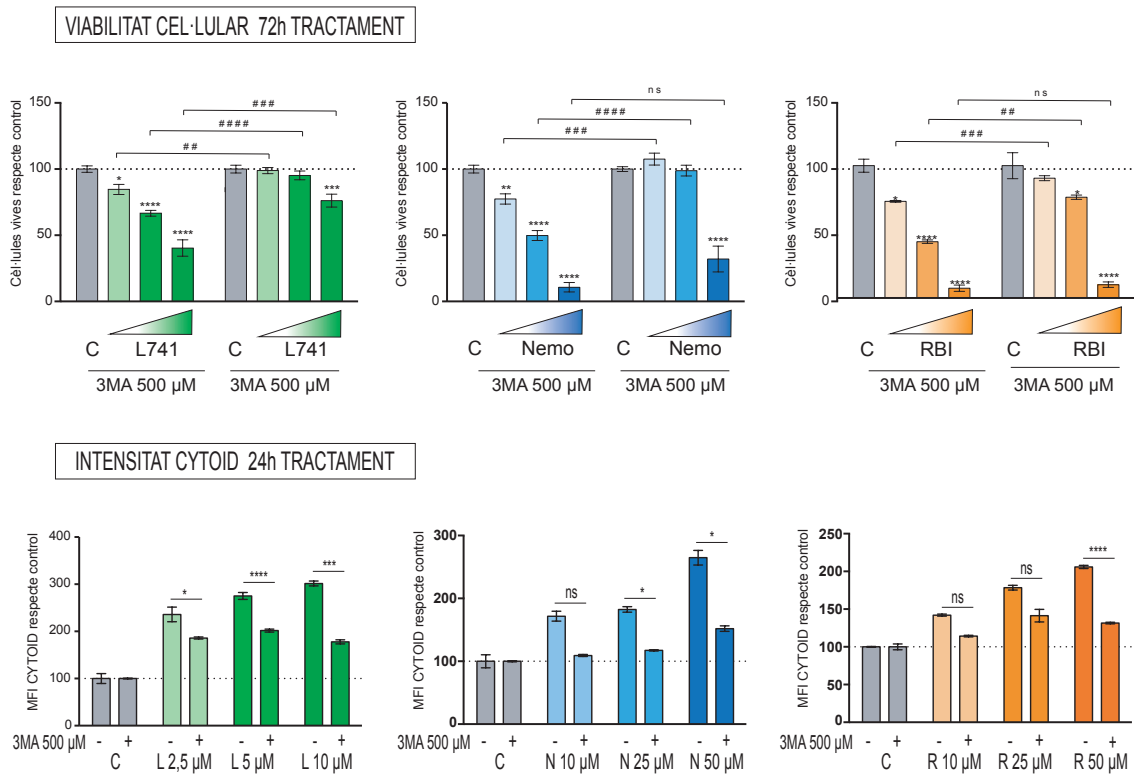 VIABILITAT CEL·LULAR 72h TRACTAMENT
Cèl·lules vives respecte control
150
100
50
0
###
####
##
*
****
****
***
C L741 C L741
3MA 500 µM 3MA 500 µM
Cèl·lules vives respecte control
150
100
50
0
ns
####
###
**
****
****
****
C Nemo C Nemo
3MA 500 µM 3MA 500 µM
Cèl·lules vives respecte control
150
100
50
0
ns
##
###
*
****
****
*
****
C RBI C RBI
3MA 500 µM 3MA 500 µM
INTENSITAT CYTOID 24h TRACTAMENT
MFI CYTOID respecte control
400
300
200
100
0
*
****
***
3MA 500 µM - + - + - + - +
C L 2,5 µM L 5 µM L 10 µM
MFI CYTOID respecte control
300
200
100
0
ns
*
*
3MA 500 µM - + - + - + - +
C N 10 µM N 25 µM N 50 µM
MFI CYTOID respecte control
250
200
150
100
50
0
ns
ns
****
3MA 500 µM - + - + - + - +
C R 10 µM R 25 µM R 50 µM